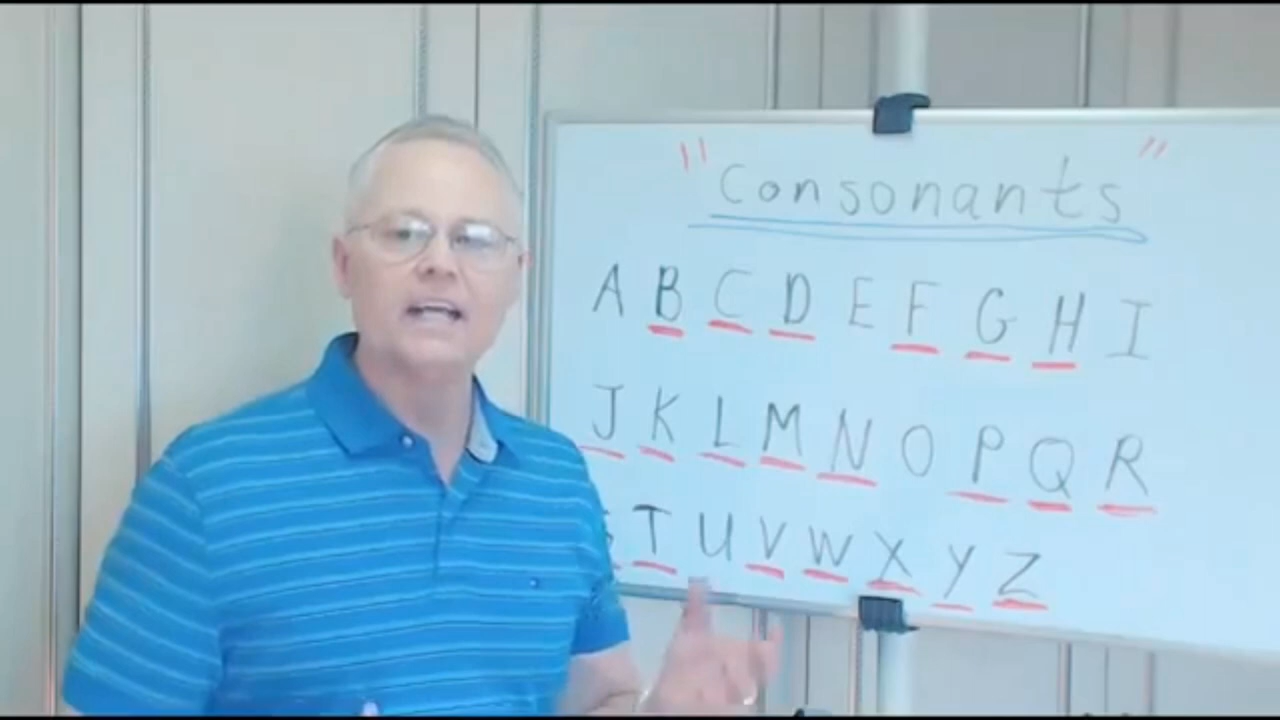 "Consonants"
A B C D E F G H I
J K L M N O P Q R
S T U V W X Y Z